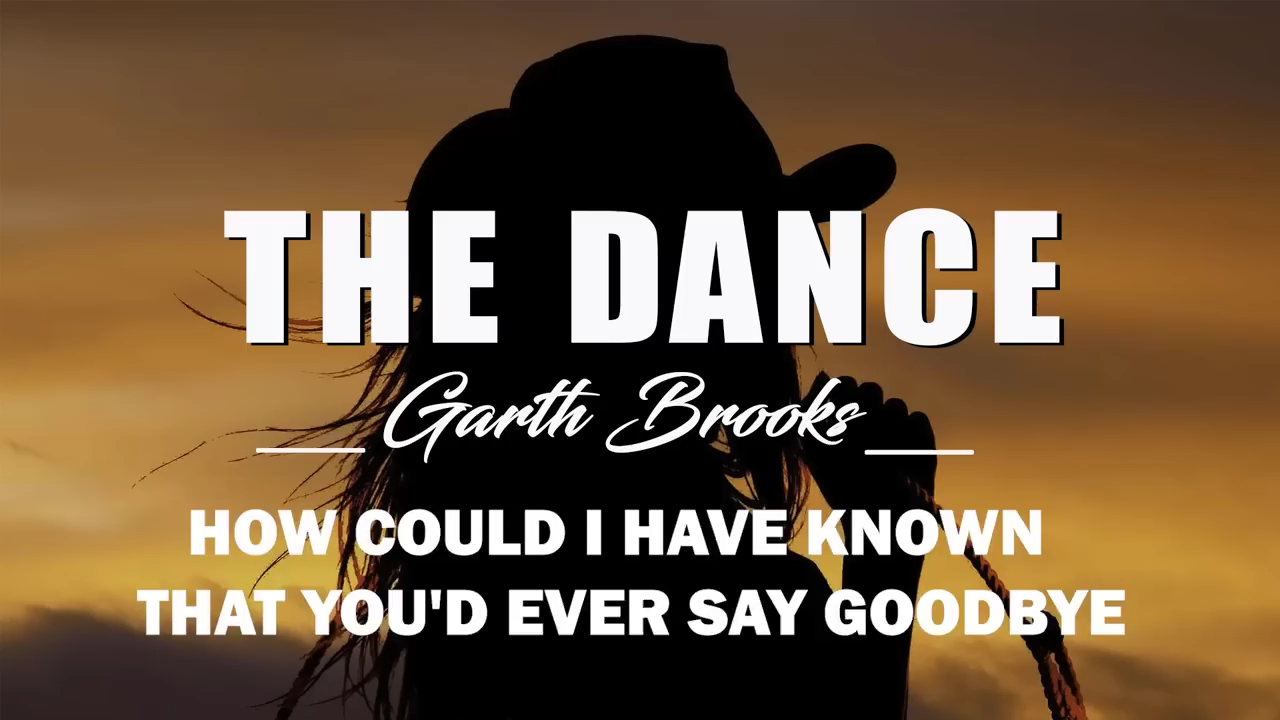 THE DANCE
Garth Brooks
HOW COULD I HAVE KNOWN
THAT YOU'D EVER SAY GOODBYE